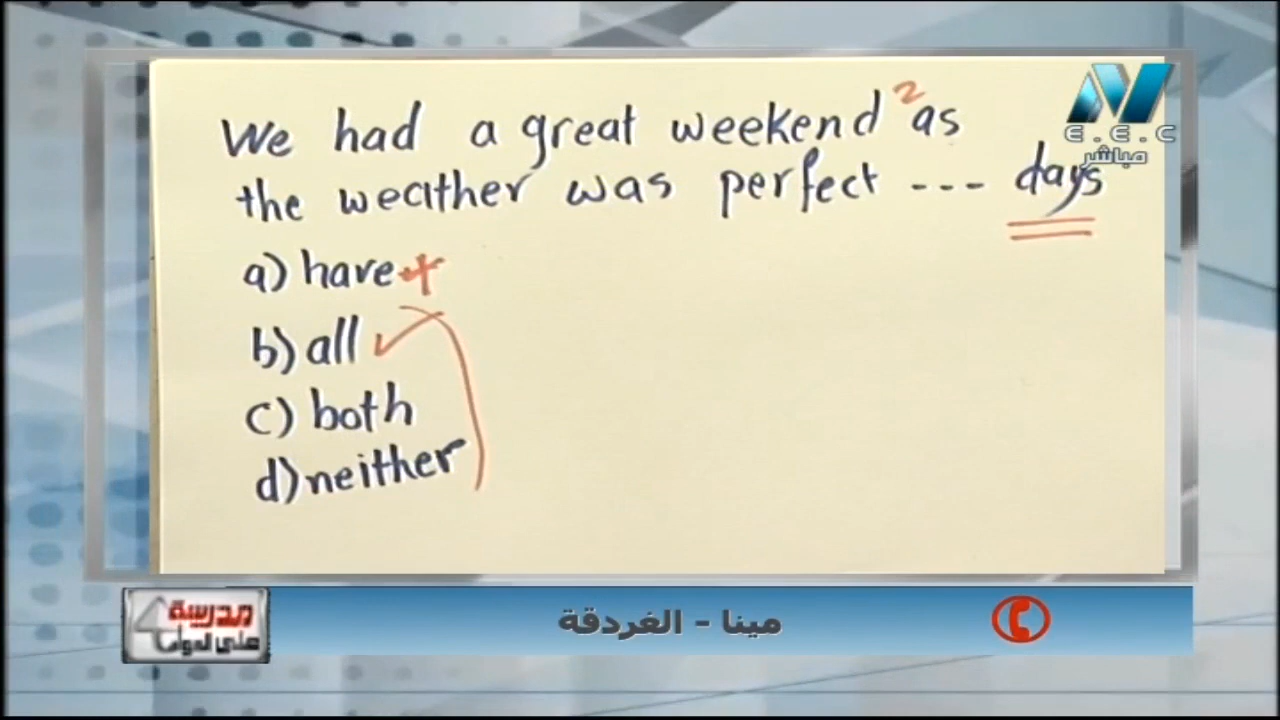 We had a great weekend 2 as
the weather was perfect --- days
a) have
b) all
c) both
d) neither
E.E.C
مباشر
مدرسة
على الهواء
مينا - الغردقة